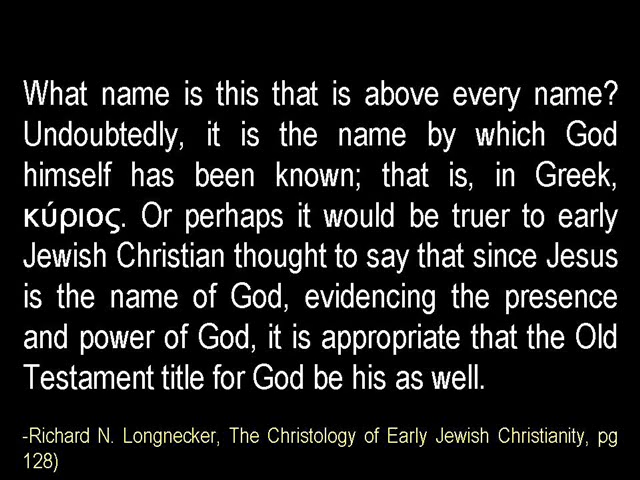 What name is this that is above every name?
Undoubtedly, it is the name by which God
himself has been known; that is, in Greek,
κύριος. Or perhaps it would be truer to early
Jewish Christian thought to say that since Jesus
is the name of God, evidencing the presence
and power of God, it is appropriate that the Old
Testament title for God be his as well.
-Richard N. Longnecker, The Christology of Early Jewish Christianity, pg
128)